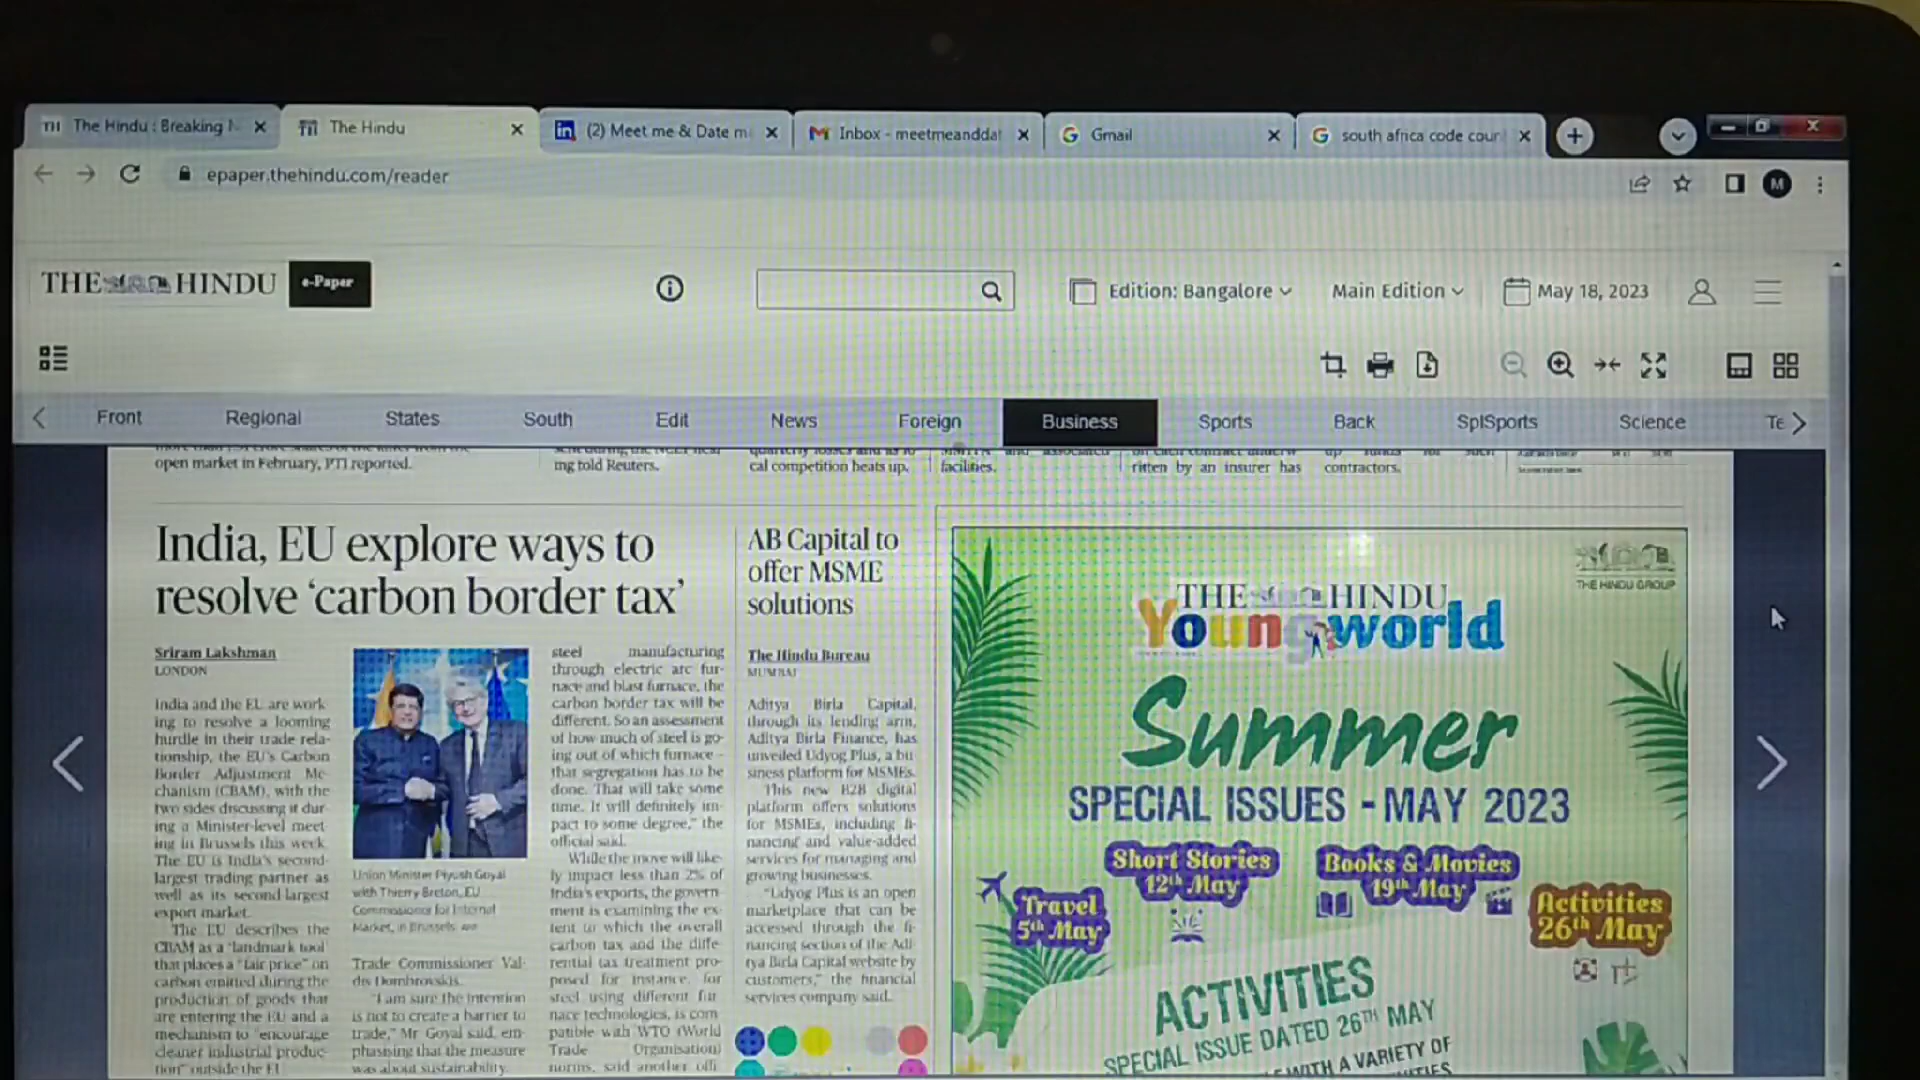 The Hindu : Breaking N
The Hindu
(2) Meet me & Date m
Inbox - meetmeanddat
Gmail
south africa code coun
epaper.thehindu.com/reader
M
THE HINDU
e-Paper
Edition: Bangalore
Main Edition
May 18, 2023
Front
Regional
States
South
Edit
News
Foreign
Business
Sports
Back
SplSports
Science
Te
open market in February, PTI reported.
ing told Reuters.
cal competition heats up.
facilities.
ritten by an insurer has
contractors.
India, EU explore ways to
resolve ‘carbon border tax’
Sriram Lakshman
LONDON
India and the EU are work-
ing to resolve a looming
hurdle in their trade rela-
tionship, the EU's Carbon
Border Adjustment Me-
chanism (CBAM), with the
two sides discussing it dur-
ing a Minister-level meet-
ing in Brussels this week.
The EU is India's second-
largest trading partner as
well as its second-largest
export market.
The EU describes the
CBAM as a ‘landmark tool’
that places a “fair price” on
carbon emitted during the
production of goods that
are entering the EU and a
mechanism to “encourage
cleaner industrial produc-
tion” outside the EU
Union Minister Piyush Goyal
with Thierry Breton, EU
Commissioner for Internal
Market, in Brussels.
Trade Commissioner Val-
dis Dombrovskis.
“I am sure the intention
is not to create a barrier to
trade,” Mr Goyal said, em-
phasising that the measure
was about sustainability.
steel manufacturing
through electric arc fur-
nace and blast furnace, the
carbon border tax will be
different. So an assessment
of how much of steel is go-
ing out of which furnace -
that segregation has to be
done. That will take some
time. It will definitely im-
pact to some degree,” the
official said.
While the move will like-
ly impact less than 2% of
India's exports, the govern-
ment is examining the ex-
tent to which the overall
carbon tax and the diffe-
rential tax treatment pro-
posed for instance, for
steel using different fur-
nace technologies, is com-
patible with WTO (World
Trade Organisation)
norms, said another offi-
AB Capital to
offer MSME
solutions
The Hindu Bureau
MUMBAI
Aditya Birla Capital,
through its lending arm,
Aditya Birla Finance, has
unveiled Udyog Plus, a bu-
siness platform for MSMEs.
This new B2B digital
platform offers solutions
for MSMEs, including fi-
nancing and value-added
services for managing and
growing businesses.
“Udyog Plus is an open
marketplace that can be
accessed through the fi-
nancing section of the Adi-
tya Birla Capital website by
customers,” the financial
services company said.
THE HINDU GROUP
THE HINDU
Young world
Summer
SPECIAL ISSUES - MAY 2023
Travel
5th May
Short Stories
12th May
Books & Movies
19th May
Activities
26th May
ACTIVITIES
SPECIAL ISSUE DATED 26TH MAY
WITH A VARIETY OF